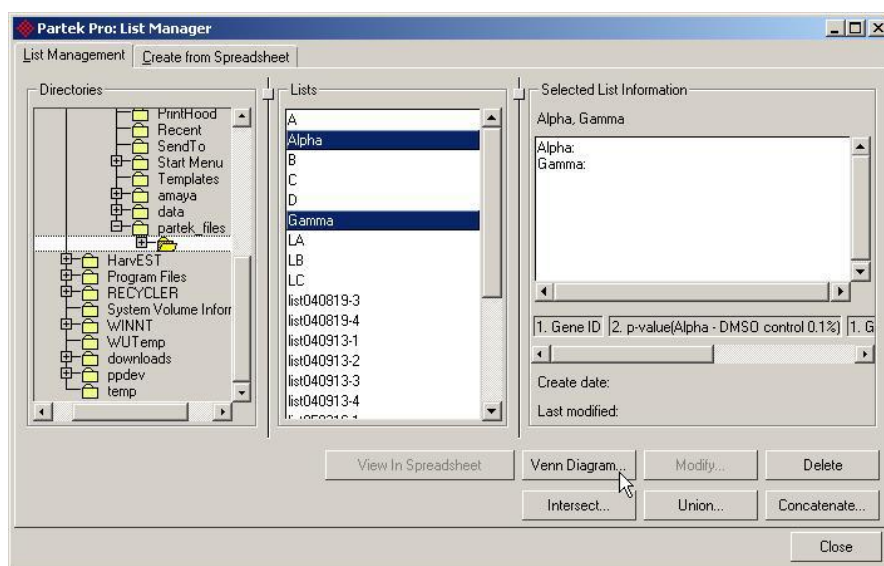 Partek Pro: List Manager
List Management
Create from Spreadsheet
Directories
PrintHood
Recent
SendTo
Start Menu
Templates
amaya
data
partek_files
HarvEST
Program Files
RECYCLER
System Volume Inforr
WINNT
WUTemp
downloads
ppdev
temp
Lists
A
Alpha
B
C
D
Gamma
LA
LB
LC
list040819-3
list040819-4
list040913-1
list040913-2
list040913-3
list040913-4
Selected List Information
Alpha, Gamma
Alpha:
Gamma:
1. Gene ID 2. p-value(Alpha - DMSO control 0.1%) 1. G
Create date:
Last modified:
View In Spreadsheet Venn Diagram... Modify... Delete
Intersect... Union... Concatenate...
Close